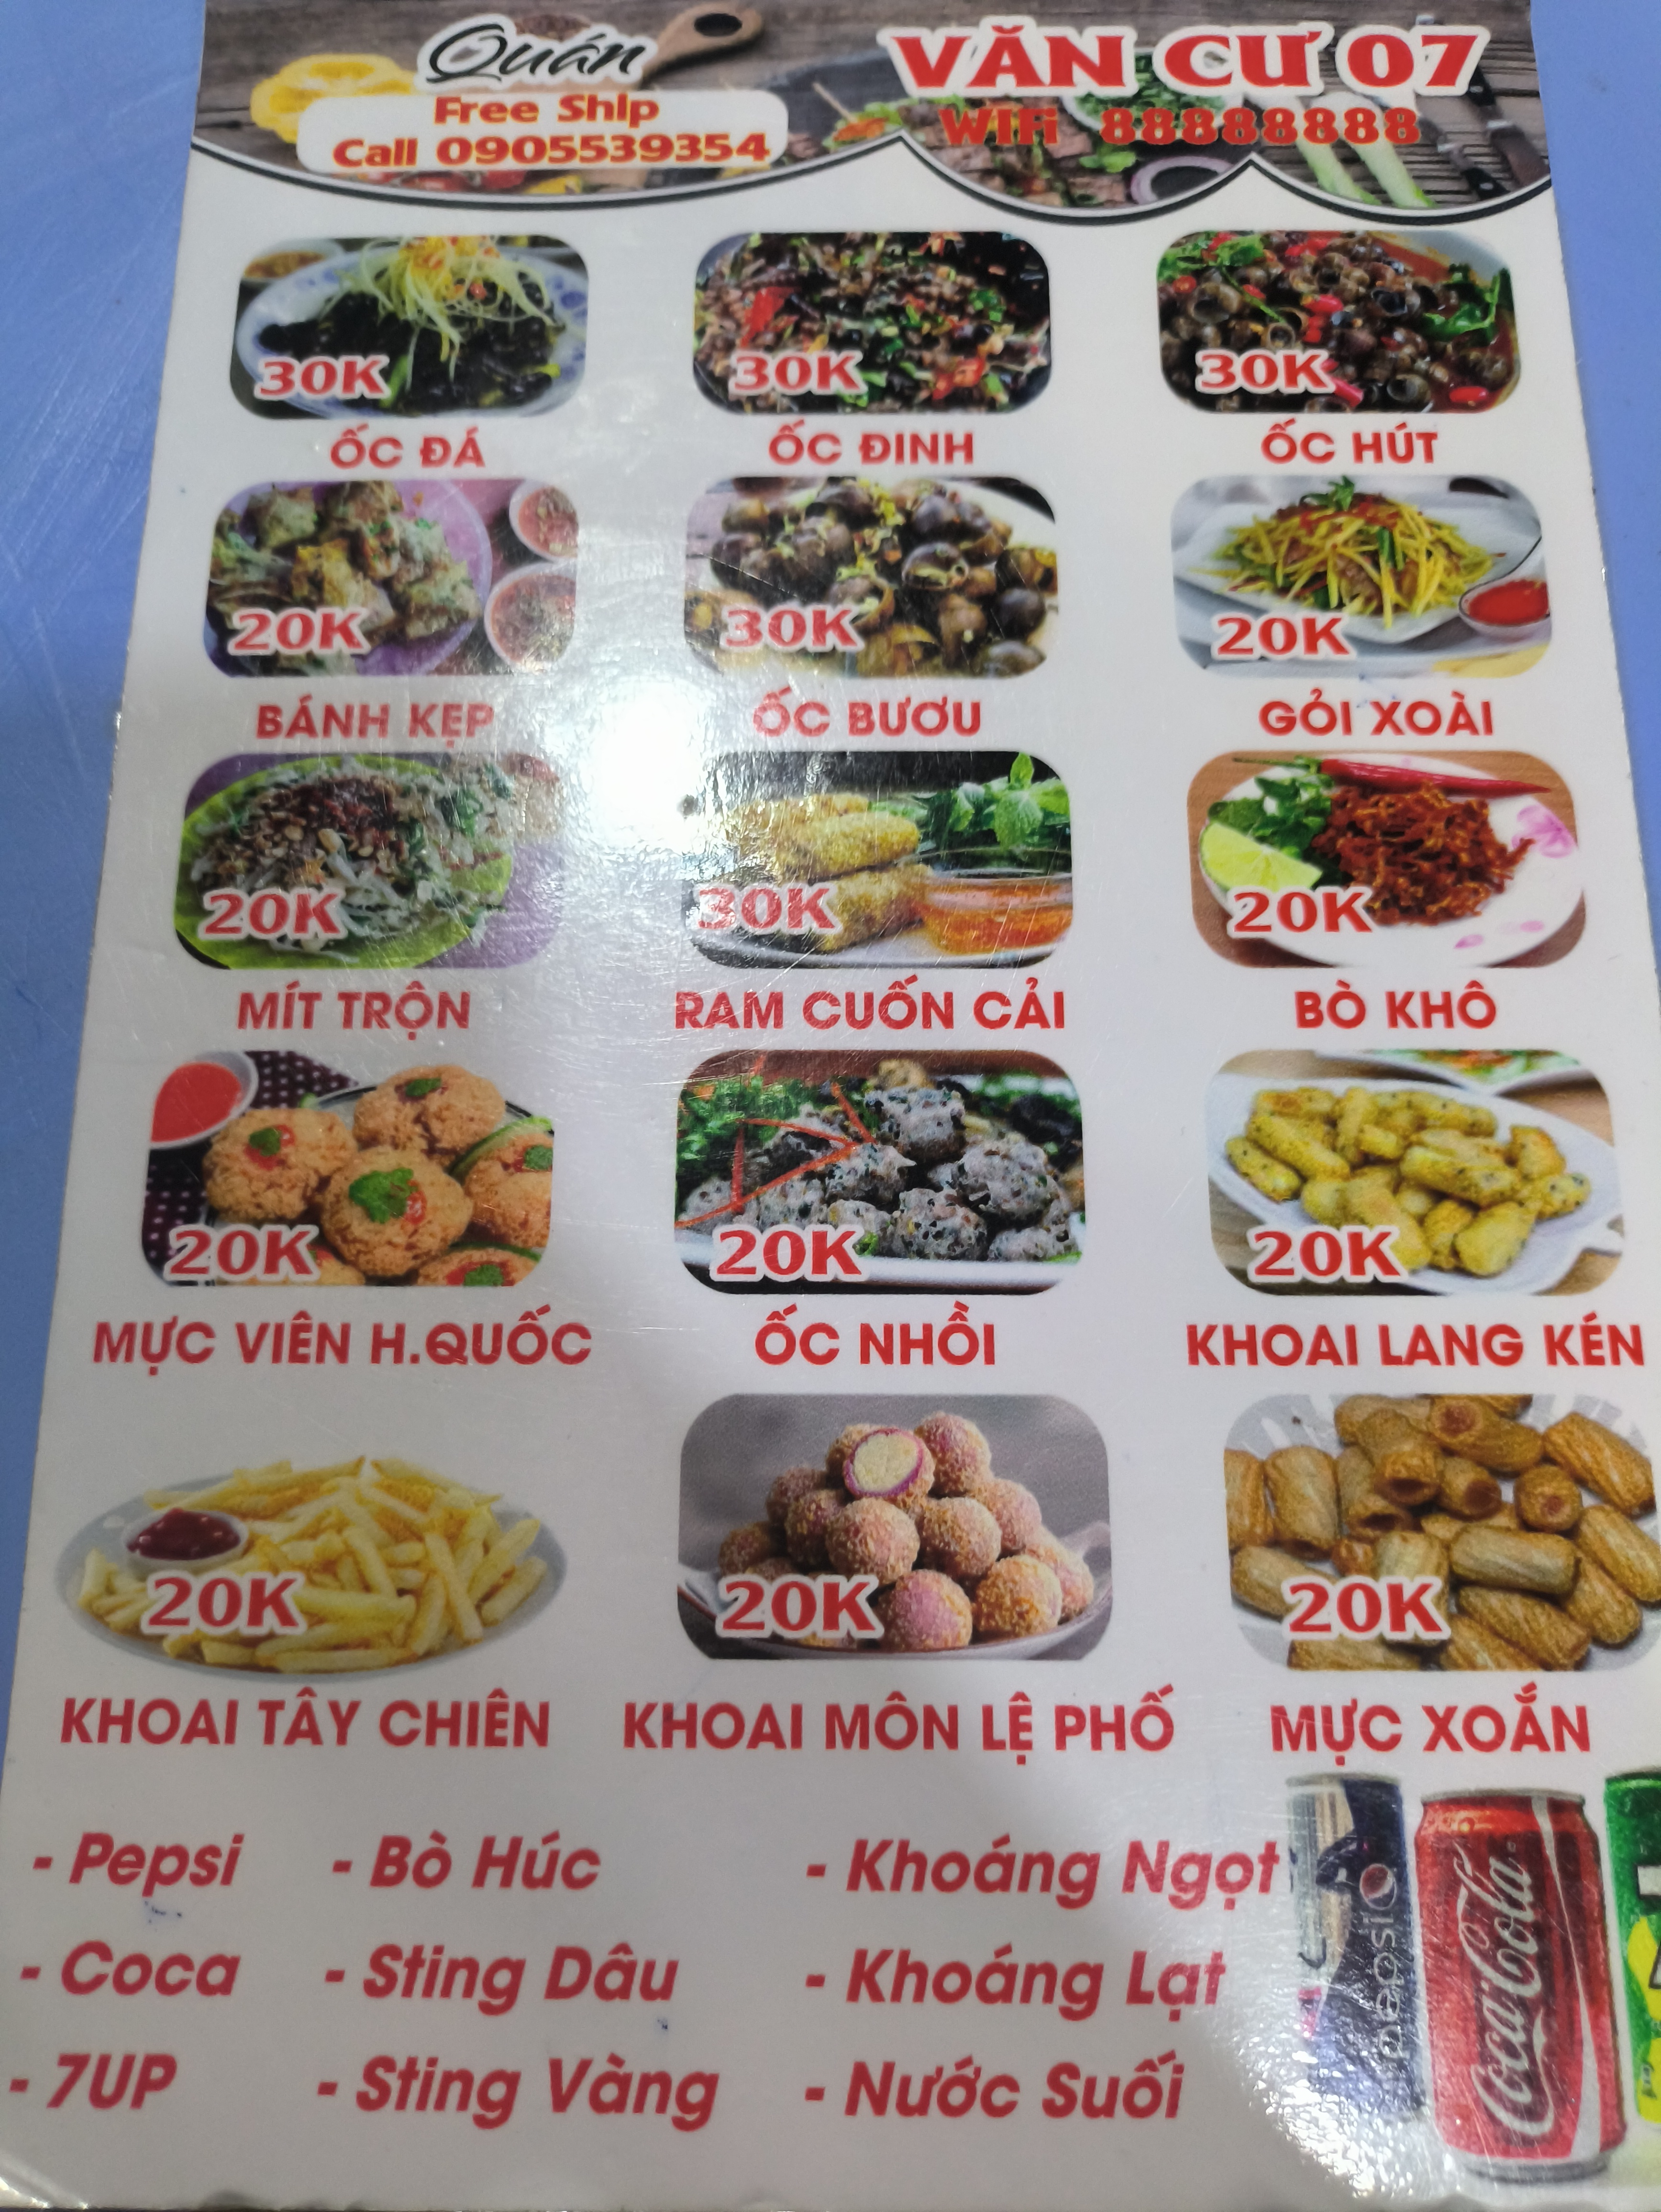 Quán
Free Ship
Call 0905539354
VĂN CƯ 07
WIFi 88888888
30K
30K
30K
ỐC ĐÁ
ỐC ĐINH
ỐC HÚT
20K
30K
20K
BÁNH KẸP
ỐC BƯƠU
GỎI XOÀI
20K
30K
20K
MÍT TRỘN
RAM CUỐN CẢI
BÒ KHÔ
20K
20K
20K
MỰC VIÊN H.QUỐC
ỐC NHỒI
KHOAI LANG KÉN
20K
20K
20K
KHOAI TÂY CHIÊN
KHOAI MÔN LỆ PHỐ
MỰC XOẮN
- Pepsi
- Bò Húc
- Khoáng Ngọt
- Coca
- Sting Dâu
- Khoáng Lạt
- 7UP
- Sting Vàng
- Nước Suối
pepsi
Coca-Cola